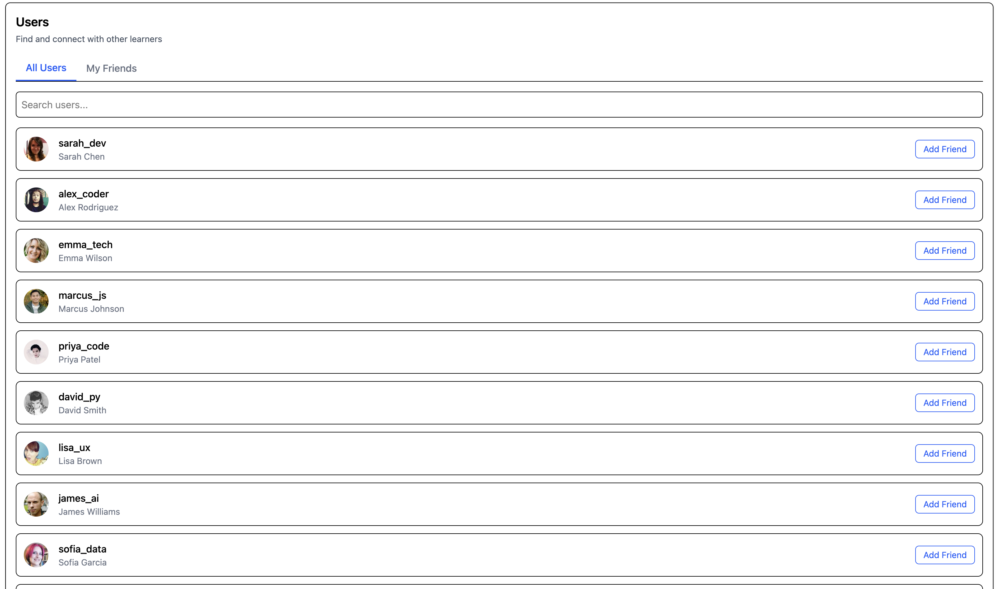 Users
Find and connect with other learners
All Users
My Friends
Search users...
sarah_dev
Sarah Chen
Add Friend
alex_coder
Alex Rodriguez
Add Friend
emma_tech
Emma Wilson
Add Friend
marcus_js
Marcus Johnson
Add Friend
priya_code
Priya Patel
Add Friend
david_py
David Smith
Add Friend
lisa_ux
Lisa Brown
Add Friend
james_ai
James Williams
Add Friend
sofia_data
Sofia Garcia
Add Friend